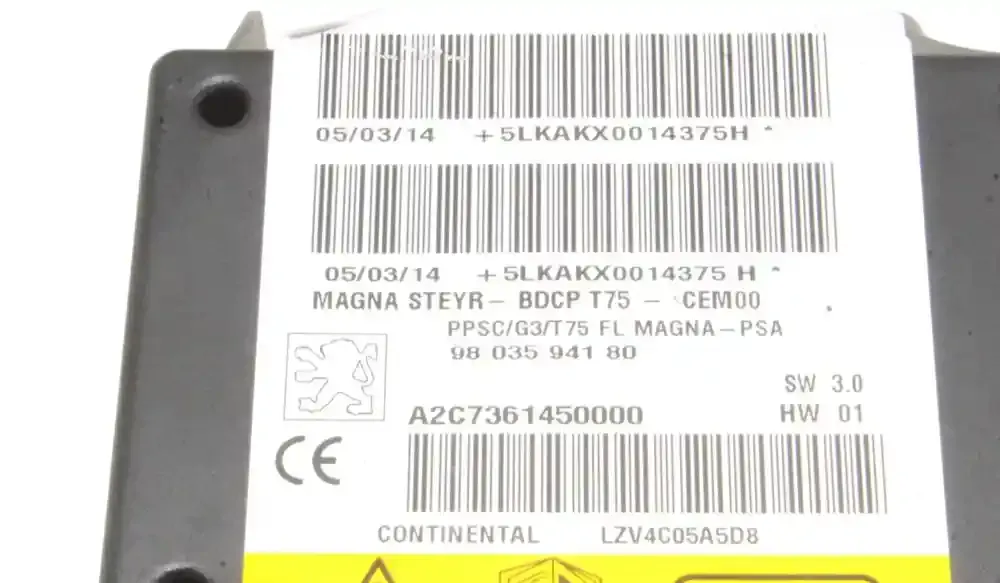 05/03/14 +5LKAKX0014375H *
05/03/14 +5LKAKX0014375 H *
MAGNA STEYR- BDCP T75 - CEM00
PPSC/G3/T75 FL MAGNA-PSA
98 035 941 80
SW 3.0
A2C7361450000 HW 01
CE
CONTINENTAL LZV4C05A5D8